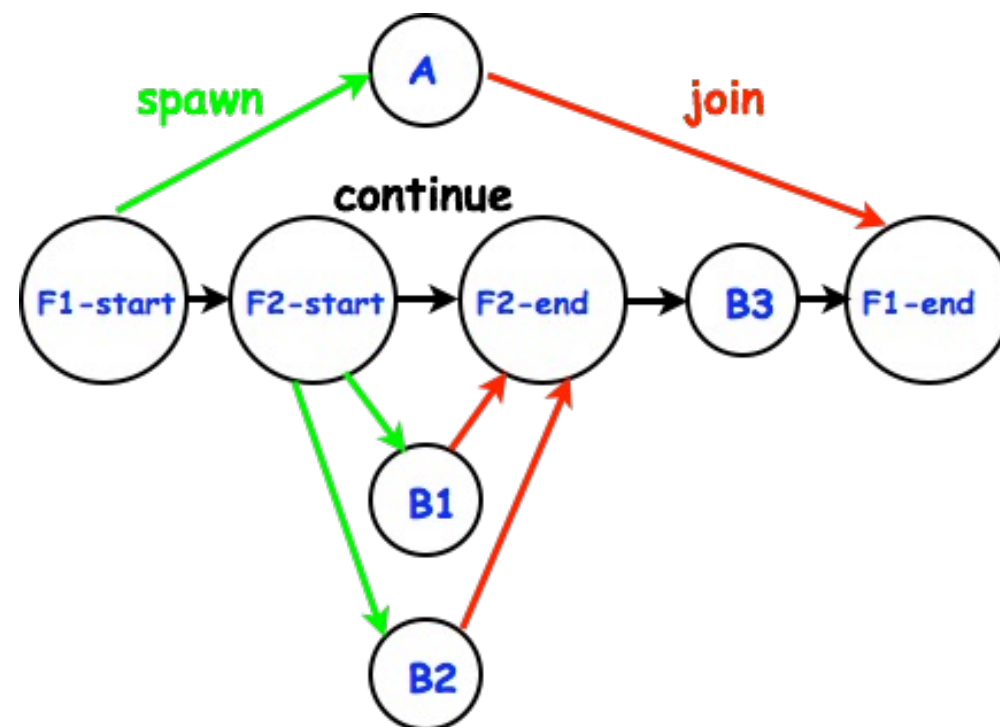 A
spawn
join
continue
F1-start
F2-start
F2-end
B3
F1-end
B1
B2